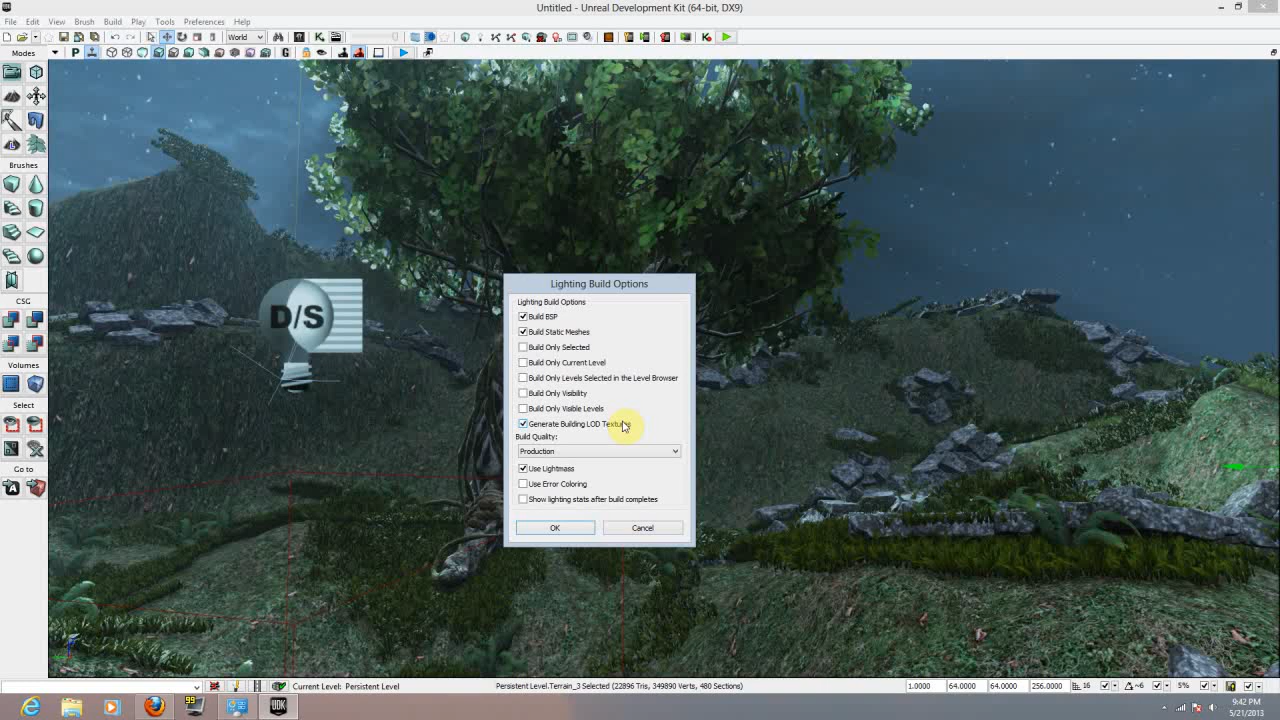 Untitled - Unreal Development Kit (64-bit, DX9)
File Edit View Brush Build Play Tools Preferences Help
World
Modes
P
G
Brushes
CSG
Volumes
Select
Go to
D/S
Lighting Build Options
Lighting Build Options
Build BSP
Build Static Meshes
Build Only Selected
Build Only Current Level
Build Only Levels Selected in the Level Browser
Build Only Visibility
Build Only Visible Levels
Generate Building LOD Textures
Build Quality:
Production
Use Lightmass
Use Error Coloring
Show lighting stats after build completes
OK Cancel
Current Level: Persistent Level
Persistent Level.Terrain_3 Selected (22896 Tris, 349890 Verts, 480 Sections)
1.0000 64.0000 64.0000 256.0000 16 ~6 5%
99
UDK
9:42 PM
5/21/2013